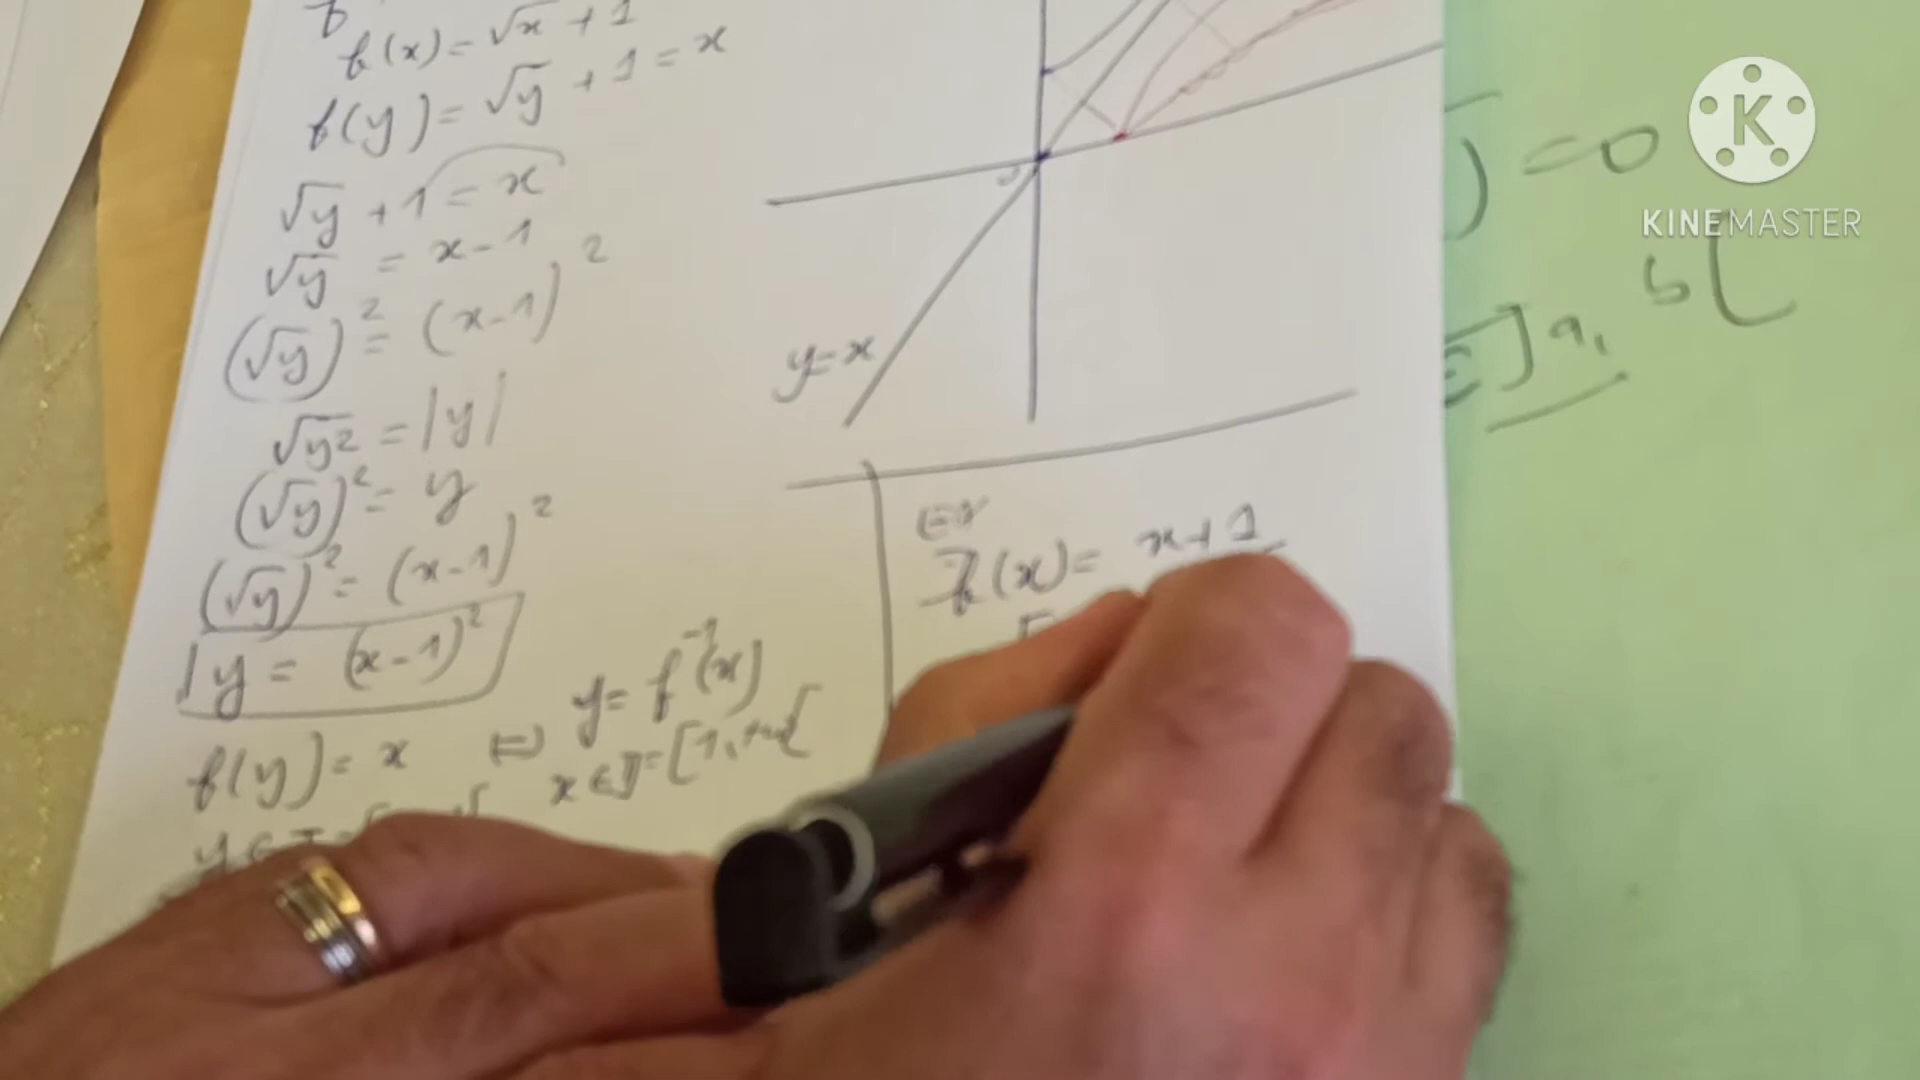 f(x) = √x + 1
f(y) = √y + 1 = x
√y + 1 = x
√y = x - 1
(√y)² = (x-1)²
√y² = |y|
(√y)² = y
(√y)² = (x-1)²
y = (x-1)²
f(y) = x ⇔ y = f⁻¹(x)
y ∈ I = [
x ∈ J = [1, +∞[
y=x
EX
f(x) = x+1
) = 0
] a, b [
KINEMASTER